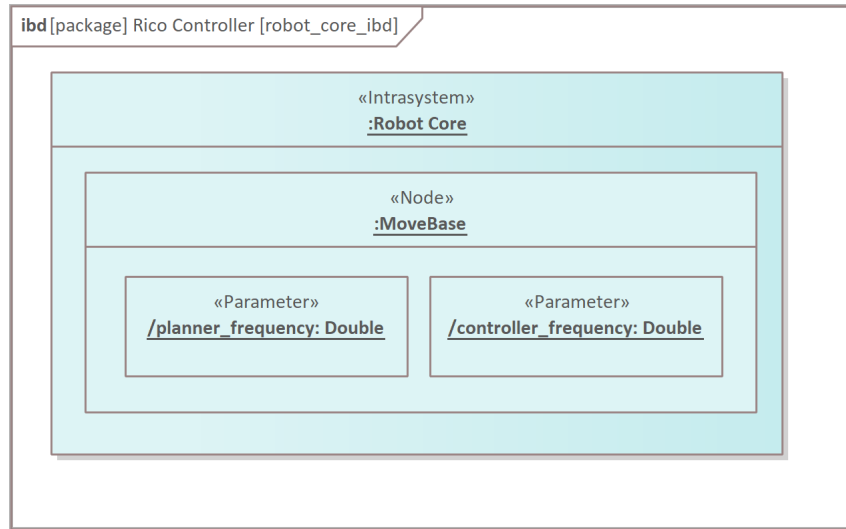 ibd [package] Rico Controller [robot_core_ibd]
«Intrasystem»
:Robot Core
«Node»
:MoveBase
«Parameter»
/planner_frequency: Double
«Parameter»
/controller_frequency: Double